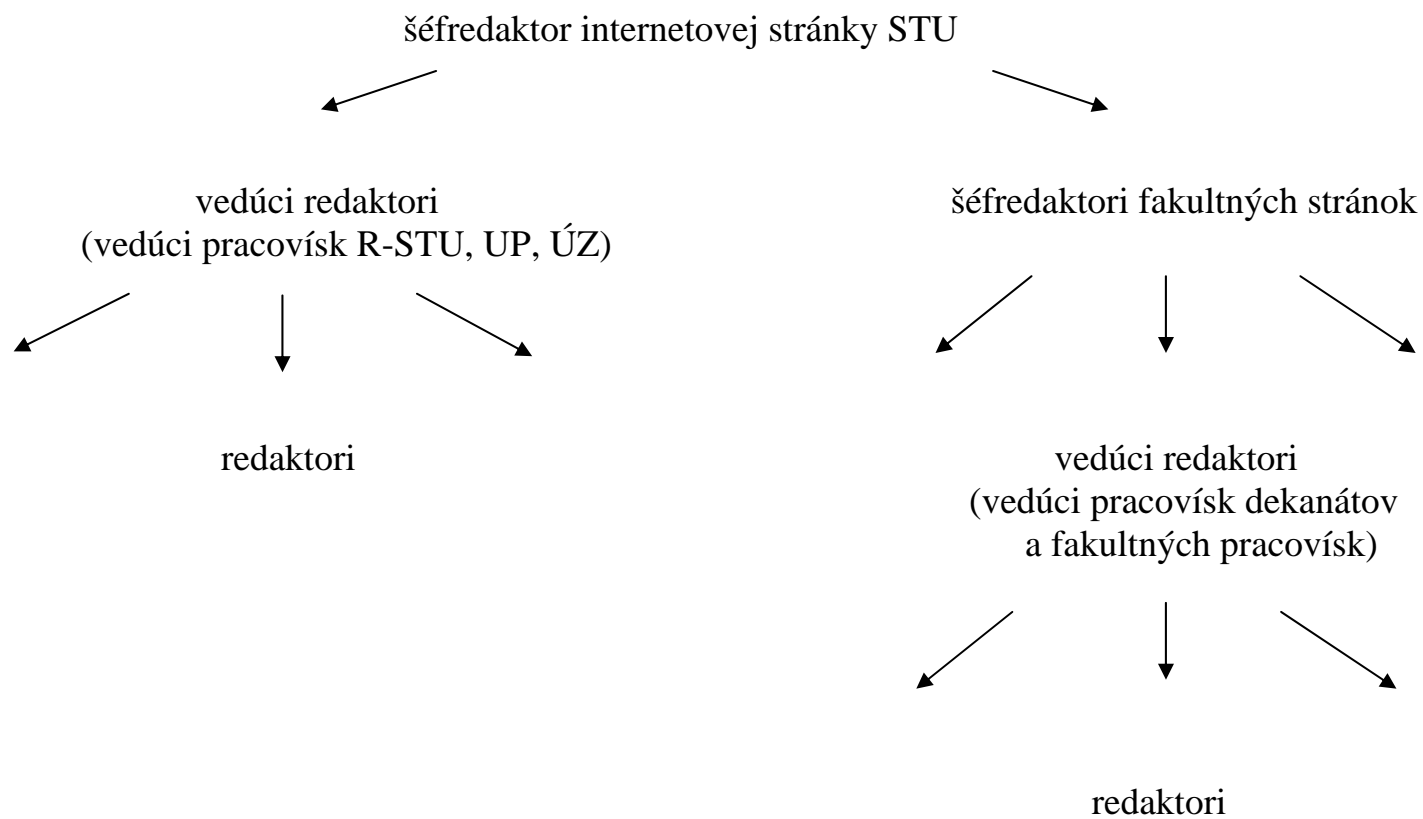 šéfredaktor internetovej stránky STU
vedúci redaktori
(vedúci pracovísk R-STU, UP, ÚZ)
šéfredaktori fakultných stránok
redaktori
vedúci redaktori
(vedúci pracovísk dekanátov
a fakultných pracovísk)
redaktori